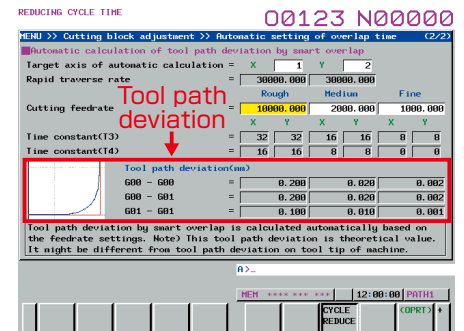 REDUCING CYCLE TIME
O0123 N00000
MENU >> Cutting block adjustment >> Automatic setting of overlap time (2/2)
Automatic calculation of tool path deviation by smart overlap
Target axis of automatic calculation = X 1 Y 2
Rapid traverse rate = 30000.000 30000.000
Rough Medium Fine
Cutting feedrate = 10000.000 2000.000 1000.000
X Y X Y X Y
Time constant(T3) = 32 32 16 16 8 8
Time constant(T4) = 16 16 8 8 0 0
Tool path
deviation
Tool path deviation(mm)
G00 - G00 = 0.200 0.020 0.002
G00 - G01 = 0.200 0.020 0.002
G01 - G01 = 0.100 0.010 0.001
Tool path deviation by smart overlap is calculated automatically based on
the feedrate settings. Note) This tool path deviation is theoretical value.
It might be different from tool path deviation on tool tip of machine.
A>_
MEM **** *** *** 12:00:00 PATH1
CYCLE REDUCE (OPRT) +